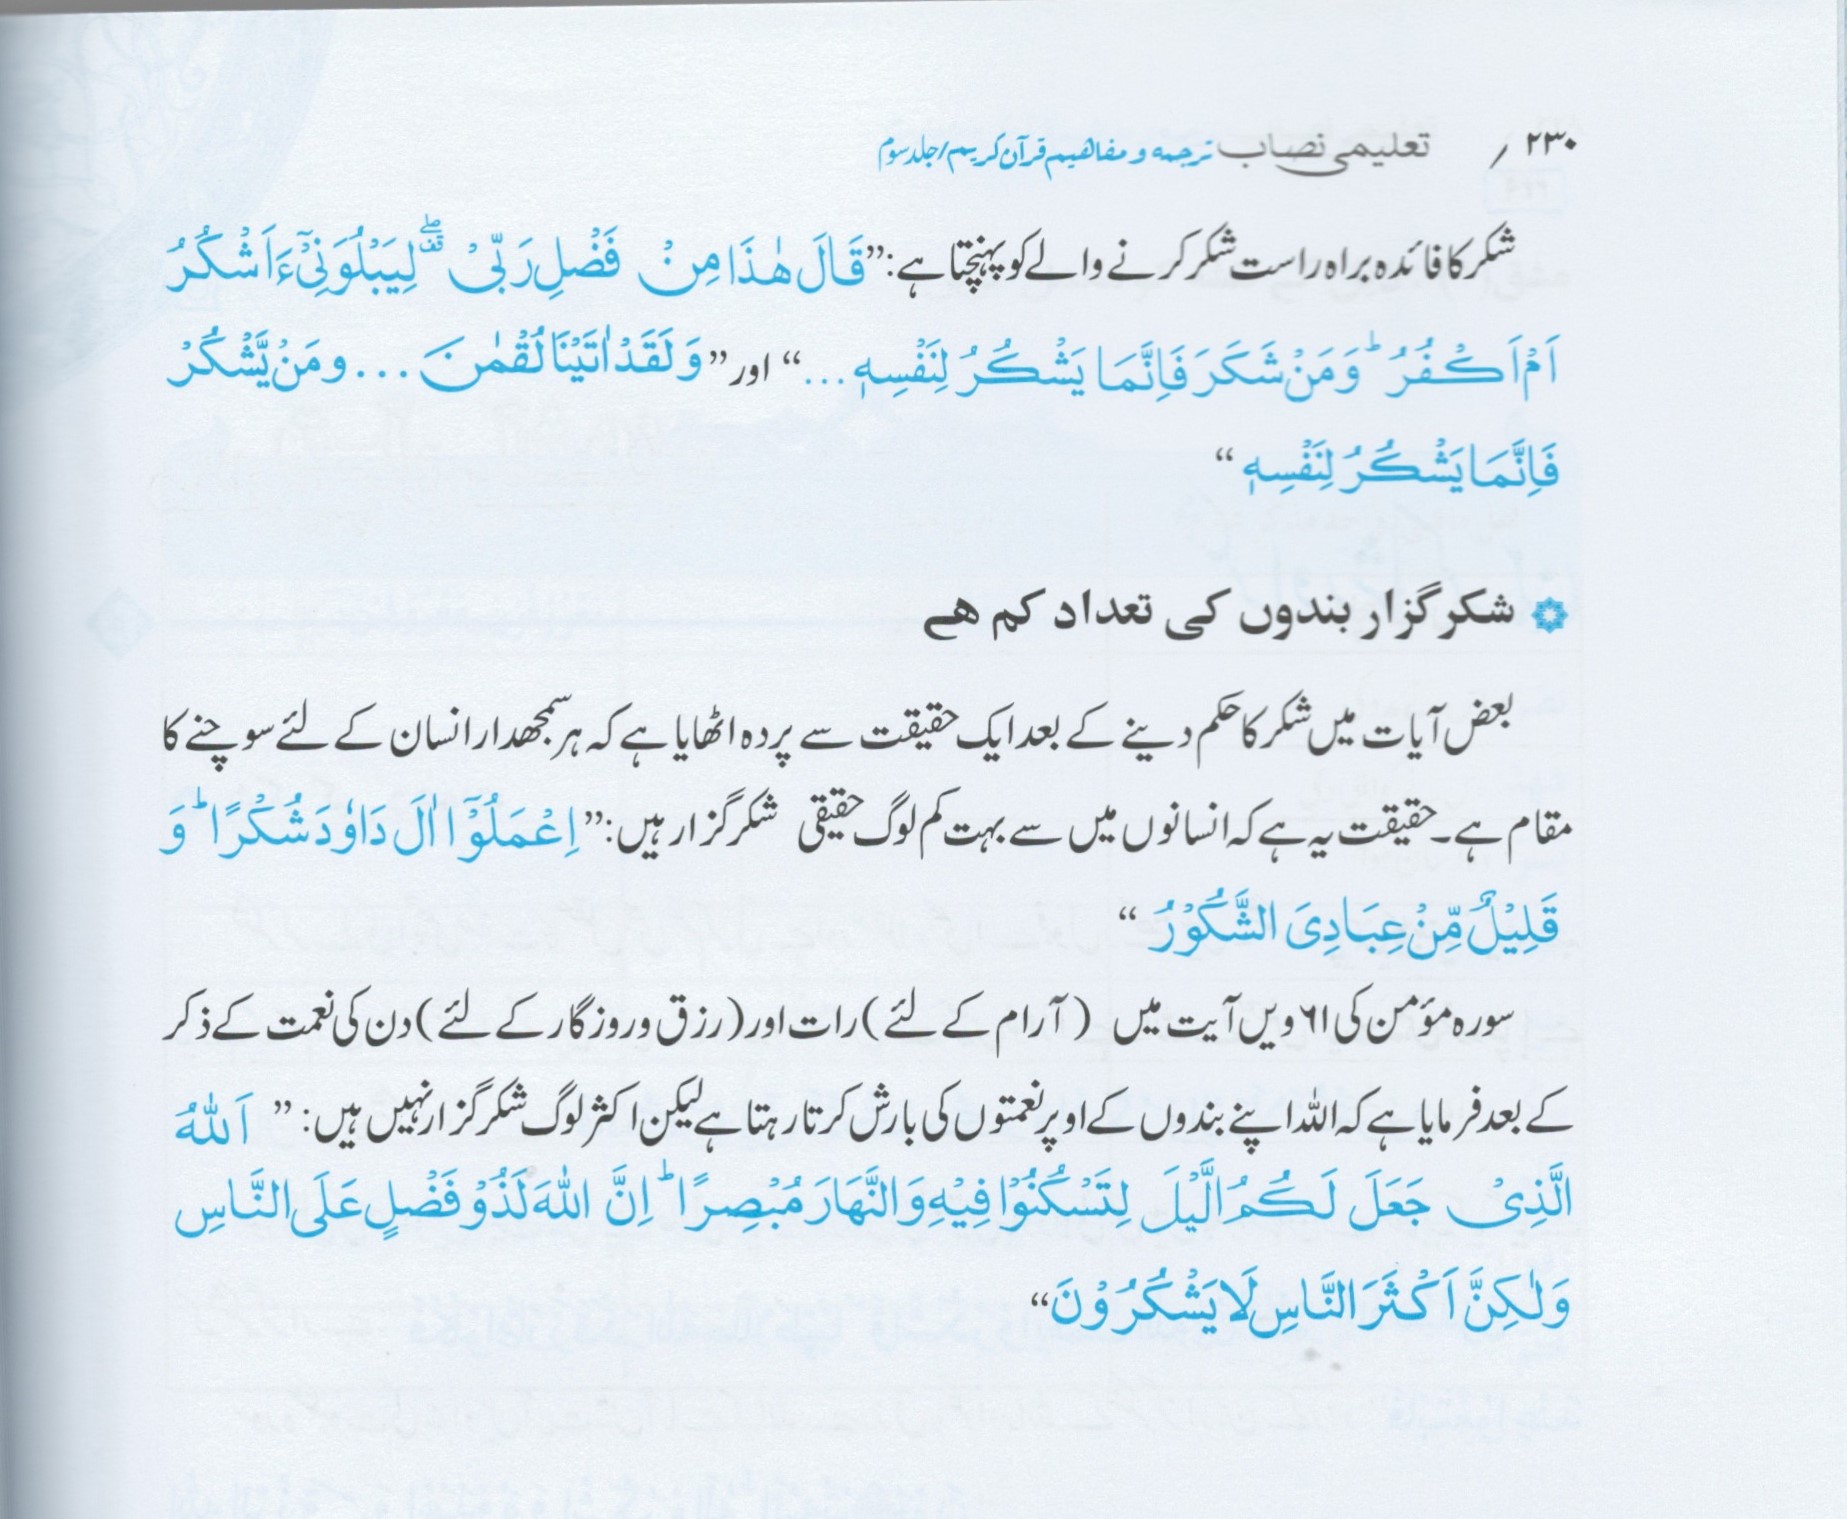 ۲۳۰ / تعلیمی نصاب ترجمه و مفاهیم قرآن کریم/جلد سوم
شکر کا فائدہ براہ راست شکر کرنے والے کو پہنچتا ہے:”قَالَ هٰذَا مِنْ فَضْلِ رَبِّیْ ۖ لِیَبْلُوَنِیْۤ ءَاَشْكُرُ
اَمْ اَكْفُرُ ؕ وَمَنْ شَكَرَ فَاِنَّمَا یَشْكُرُ لِنَفْسِهٖ ...“ اور ”وَلَقَدْ اٰتَیْنَا لُقْمٰنَ ... ومَنْ یَّشْكُرْ
فَاِنَّمَا یَشْكُرُ لِنَفْسِهٖ “
شکرگزار بندوں کی تعداد کم هے
بعض آیات میں شکر کا حکم دینے کے بعد ایک حقیقت سے پردہ اٹھایا ہے کہ ہر سمجھدار انسان کے لئے سوچنے کا
مقام ہے۔ حقیقت یہ ہے کہ انسانوں میں سے بہت کم لوگ حقیقی شکر گزار ہیں:”اِعْمَلُوْۤا اٰلَ دَاوٗدَ شُكْرًا ؕ وَ
قَلِیْلٌ مِّنْ عِبَادِیَ الشَّكُوْرُ “
سورہ مؤمن کی ۶۱ ویں آیت میں (آرام کے لئے) رات اور (رزق و روزگار کے لئے) دن کی نعمت کے ذکر
کے بعد فرمایا ہے کہ اللہ اپنے بندوں کے اوپر نعمتوں کی بارش کرتا رہتا ہے لیکن اکثر لوگ شکر گزار نہیں ہیں: ” اَللّٰهُ
الَّذِیْ جَعَلَ لَكُمُ الَّیْلَ لِتَسْكُنُوْا فِیْهِ وَ النَّهَارَ مُبْصِرًا ؕ اِنَّ اللّٰهَ لَذُوْ فَضْلٍ عَلَی النَّاسِ
وَلٰكِنَّ اَكْثَرَ النَّاسِ لَا یَشْكُرُوْنَ“